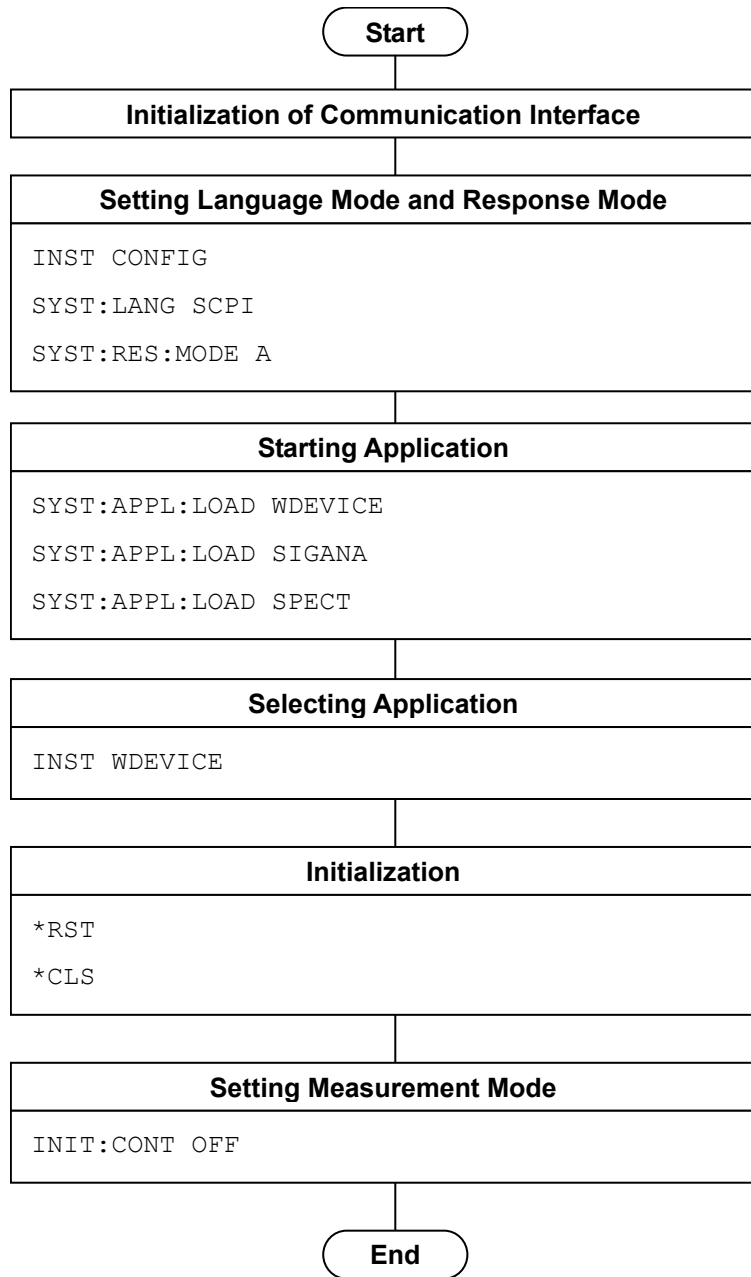 Start
Initialization of Communication Interface
Setting Language Mode and Response Mode
INST CONFIG
SYST:LANG SCPI
SYST:RES:MODE A
Starting Application
SYST:APPL:LOAD WDEVICE
SYST:APPL:LOAD SIGANA
SYST:APPL:LOAD SPECT
Selecting Application
INST WDEVICE
Initialization
*RST
*CLS
Setting Measurement Mode
INIT:CONT OFF
End